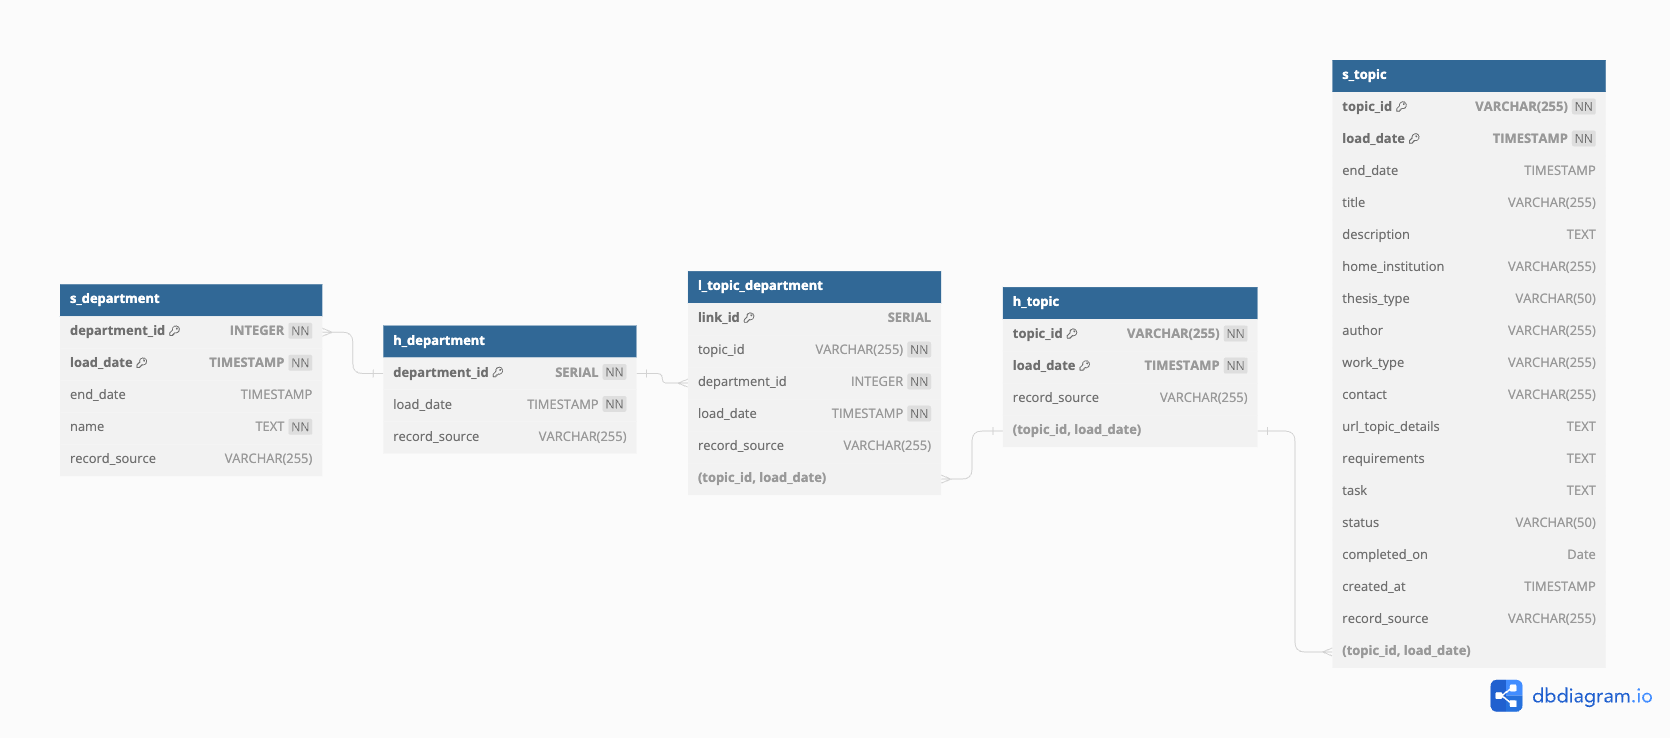 s_department
department_id INTEGER NN
load_date TIMESTAMP NN
end_date TIMESTAMP
name TEXT NN
record_source VARCHAR(255)
h_department
department_id SERIAL NN
load_date TIMESTAMP NN
record_source VARCHAR(255)
l_topic_department
link_id SERIAL
topic_id VARCHAR(255) NN
department_id INTEGER NN
load_date TIMESTAMP NN
record_source VARCHAR(255)
(topic_id, load_date)
h_topic
topic_id VARCHAR(255) NN
load_date TIMESTAMP NN
record_source VARCHAR(255)
(topic_id, load_date)
s_topic
topic_id VARCHAR(255) NN
load_date TIMESTAMP NN
end_date TIMESTAMP
title VARCHAR(255)
description TEXT
home_institution VARCHAR(255)
thesis_type VARCHAR(50)
author VARCHAR(255)
work_type VARCHAR(255)
contact VARCHAR(255)
url_topic_details TEXT
requirements TEXT
task TEXT
status VARCHAR(50)
completed_on Date
created_at TIMESTAMP
record_source VARCHAR(255)
(topic_id, load_date)
dbdiagram.io